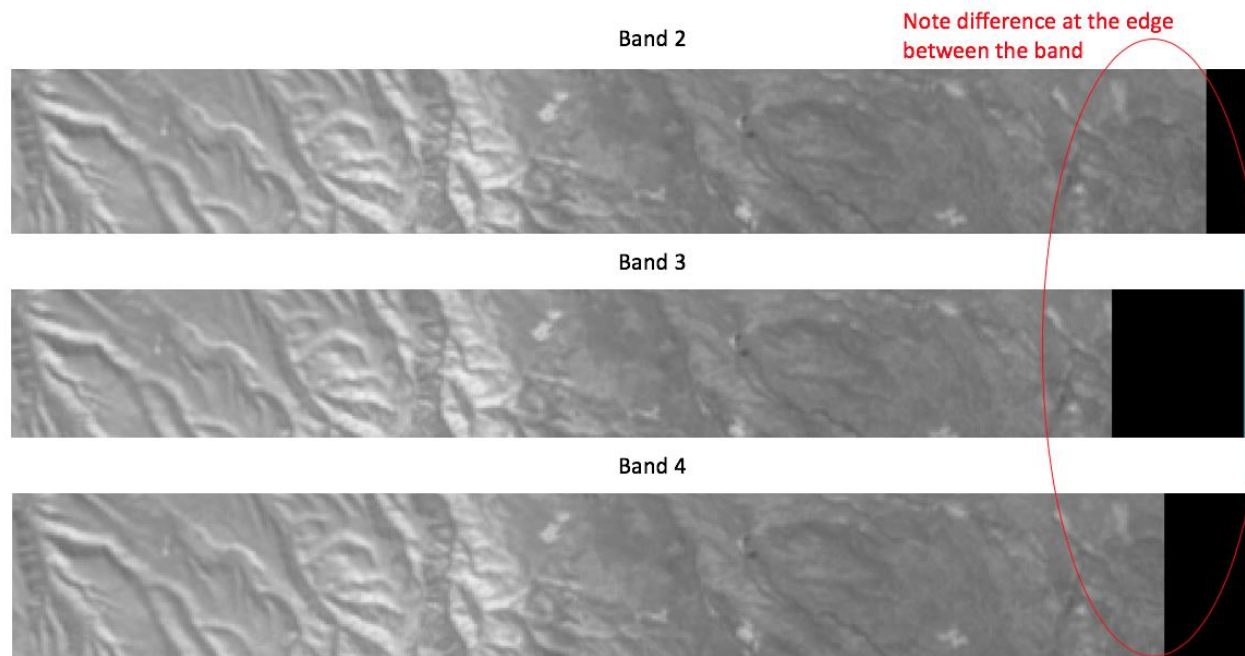 Note difference at the edge
between the band
Band 2
Band 3
Band 4